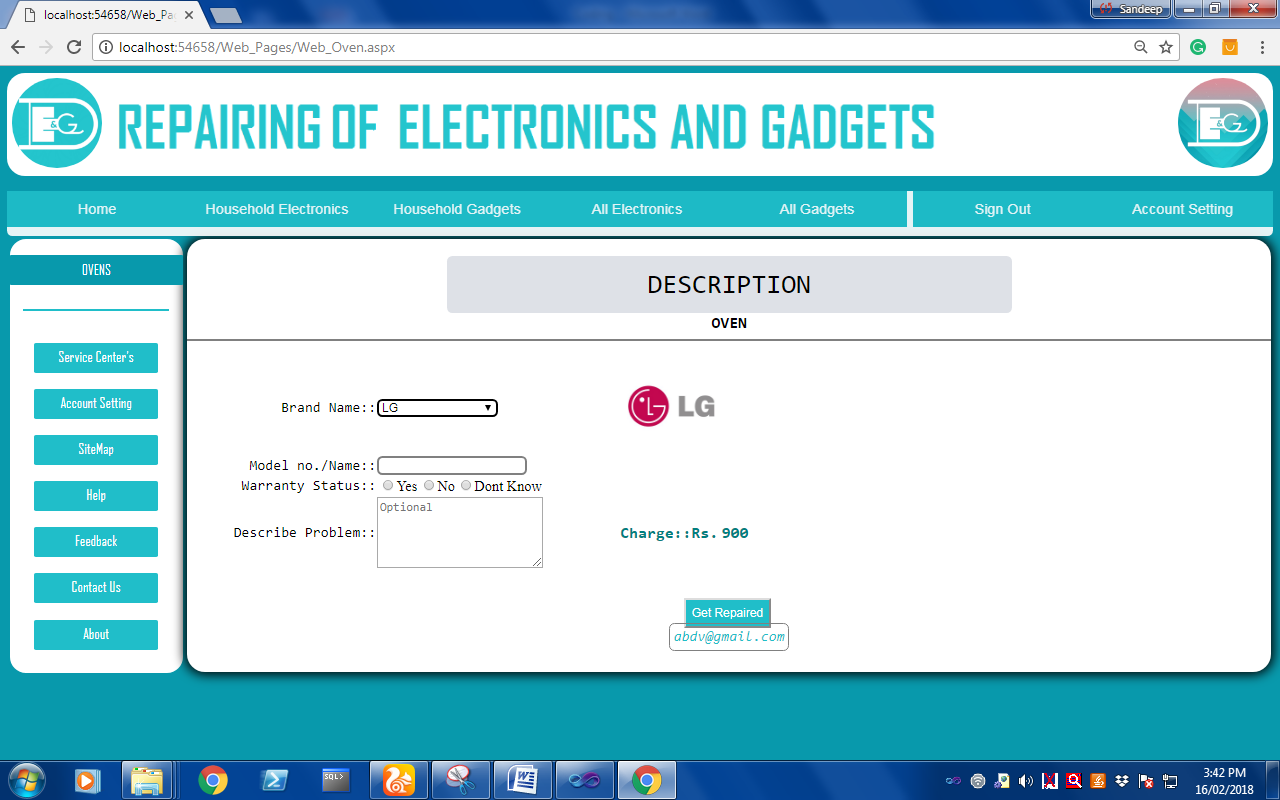 localhost:54658/Web_Pa
Sandeep
localhost:54658/Web_Pages/Web_Oven.aspx
E&G
REPAIRING OF ELECTRONICS AND GADGETS
E&G
Home Household Electronics Household Gadgets All Electronics All Gadgets Sign Out Account Setting
OVENS
Service Center's
Account Setting
SiteMap
Help
Feedback
Contact Us
About
DESCRIPTION
OVEN
Brand Name:: LG
LG
Model no./Name::
Warranty Status:: Yes No Dont Know
Describe Problem:: Optional
Charge::Rs. 900
Get Repaired
abdv@gmail.com
SQL>
3:42 PM
16/02/2018